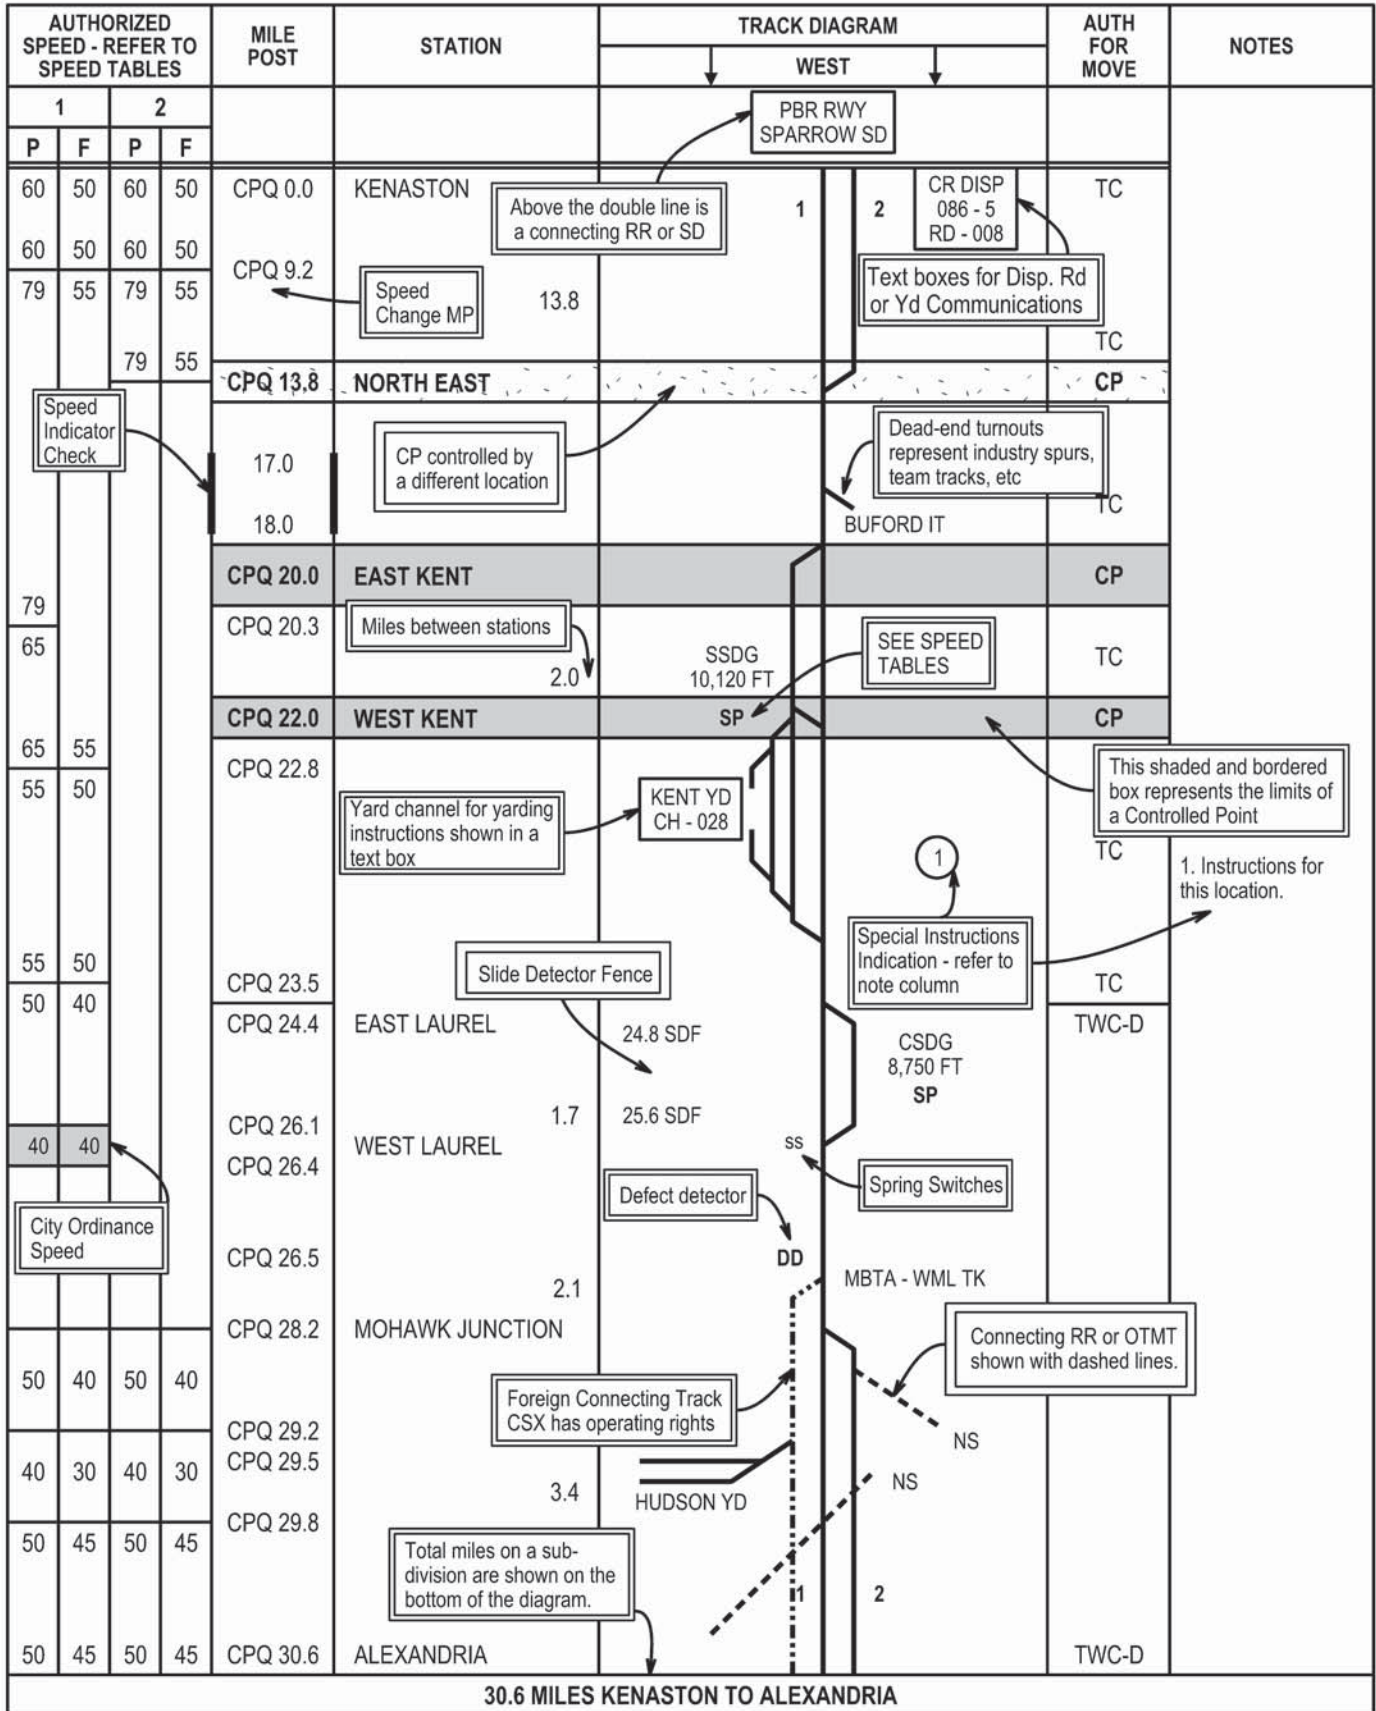 AUTHORIZED
SPEED - REFER TO
SPEED TABLES
MILE
POST
STATION
TRACK DIAGRAM
WEST
AUTH
FOR
MOVE
NOTES
1 2
P F P F
PBR RWY
SPARROW SD
60 50 60 50 CPQ 0.0 KENASTON
Above the double line is
a connecting RR or SD
1 2
CR DISP
086 - 5
RD - 008
TC
60 50 60 50
CPQ 9.2
79 55 79 55
Speed
Change MP
13.8
Text boxes for Disp. Rd
or Yd Communications
TC
79 55
CPQ 13.8 NORTH EAST CP
Speed
Indicator
Check
17.0
18.0
CP controlled by
a different location
Dead-end turnouts
represent industry spurs,
team tracks, etc
TC
BUFORD IT
CPQ 20.0 EAST KENT CP
79
CPQ 20.3
65
Miles between stations
2.0
SSDG
10,120 FT
SEE SPEED
TABLES
TC
CPQ 22.0 WEST KENT SP CP
65 55
CPQ 22.8
55 50
Yard channel for yarding
instructions shown in a
text box
KENT YD
CH - 028
This shaded and bordered
box represents the limits of
a Controlled Point
TC
1
1. Instructions for
this location.
Special Instructions
Indication - refer to
note column
55 50
CPQ 23.5
Slide Detector Fence
TC
50 40
CPQ 24.4 EAST LAUREL
24.8 SDF
TWC-D
CSDG
8,750 FT
SP
1.7 25.6 SDF
CPQ 26.1
40 40
WEST LAUREL
ss
CPQ 26.4
Spring Switches
Defect detector
City Ordinance
Speed
CPQ 26.5
DD
MBTA - WML TK
2.1
CPQ 28.2 MOHAWK JUNCTION
Connecting RR or OTMT
shown with dashed lines.
50 40 50 40
Foreign Connecting Track
CSX has operating rights
CPQ 29.2
NS
CPQ 29.5
40 30 40 30
3.4
HUDSON YD
NS
CPQ 29.8
50 45 50 45
Total miles on a sub-
division are shown on the
bottom of the diagram.
1 2
50 45 50 45 CPQ 30.6 ALEXANDRIA TWC-D
30.6 MILES KENASTON TO ALEXANDRIA